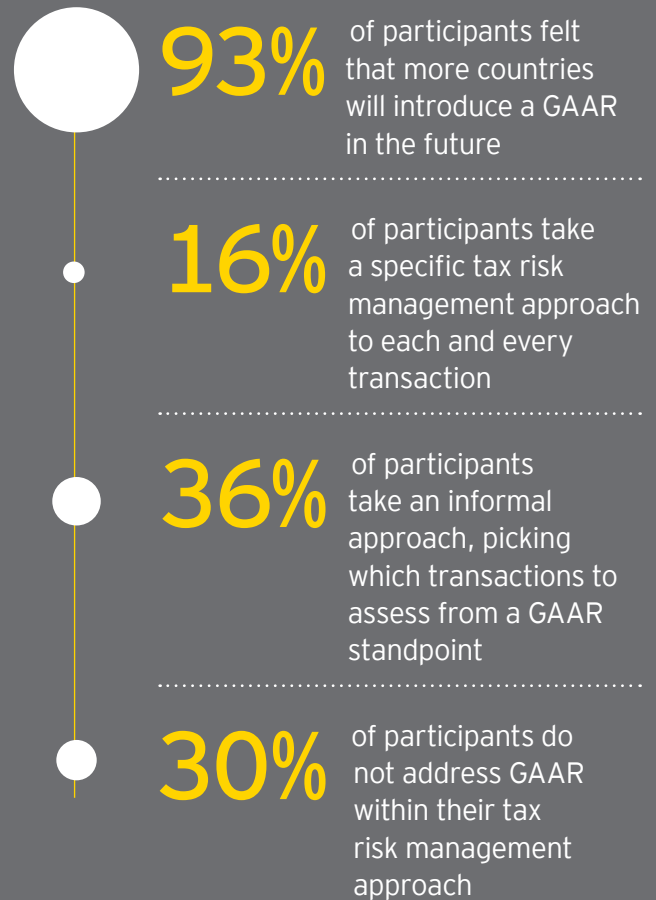 93%
of participants felt
that more countries
will introduce a GAAR
in the future
16%
of participants take
a specific tax risk
management approach
to each and every
transaction
36%
of participants
take an informal
approach, picking
which transactions to
assess from a GAAR
standpoint
30%
of participants do
not address GAAR
within their tax
risk management
approach